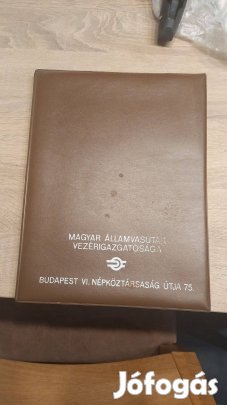 MAGYAR ÁLLAMVASUTAK
VEZÉRIGAZGATÓSÁGA
BUDAPEST VI. NÉPKÖZTÁRSASÁG ÚTJA 75.
Jófogás